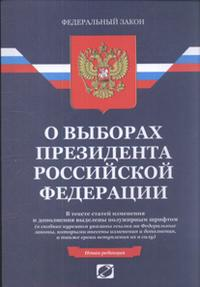 ФЕДЕРАЛЬНЫЙ ЗАКОН
О ВЫБОРАХ
ПРЕЗИДЕНТА
РОССИЙСКОЙ
ФЕДЕРАЦИИ
В тексте статей изменения
и дополнения выделены полужирным шрифтом
(в скобках курсивом указаны ссылки на Федеральные
законы, которыми внесены изменения и дополнения,
а также сроки вступления их в силу)
Новая редакция